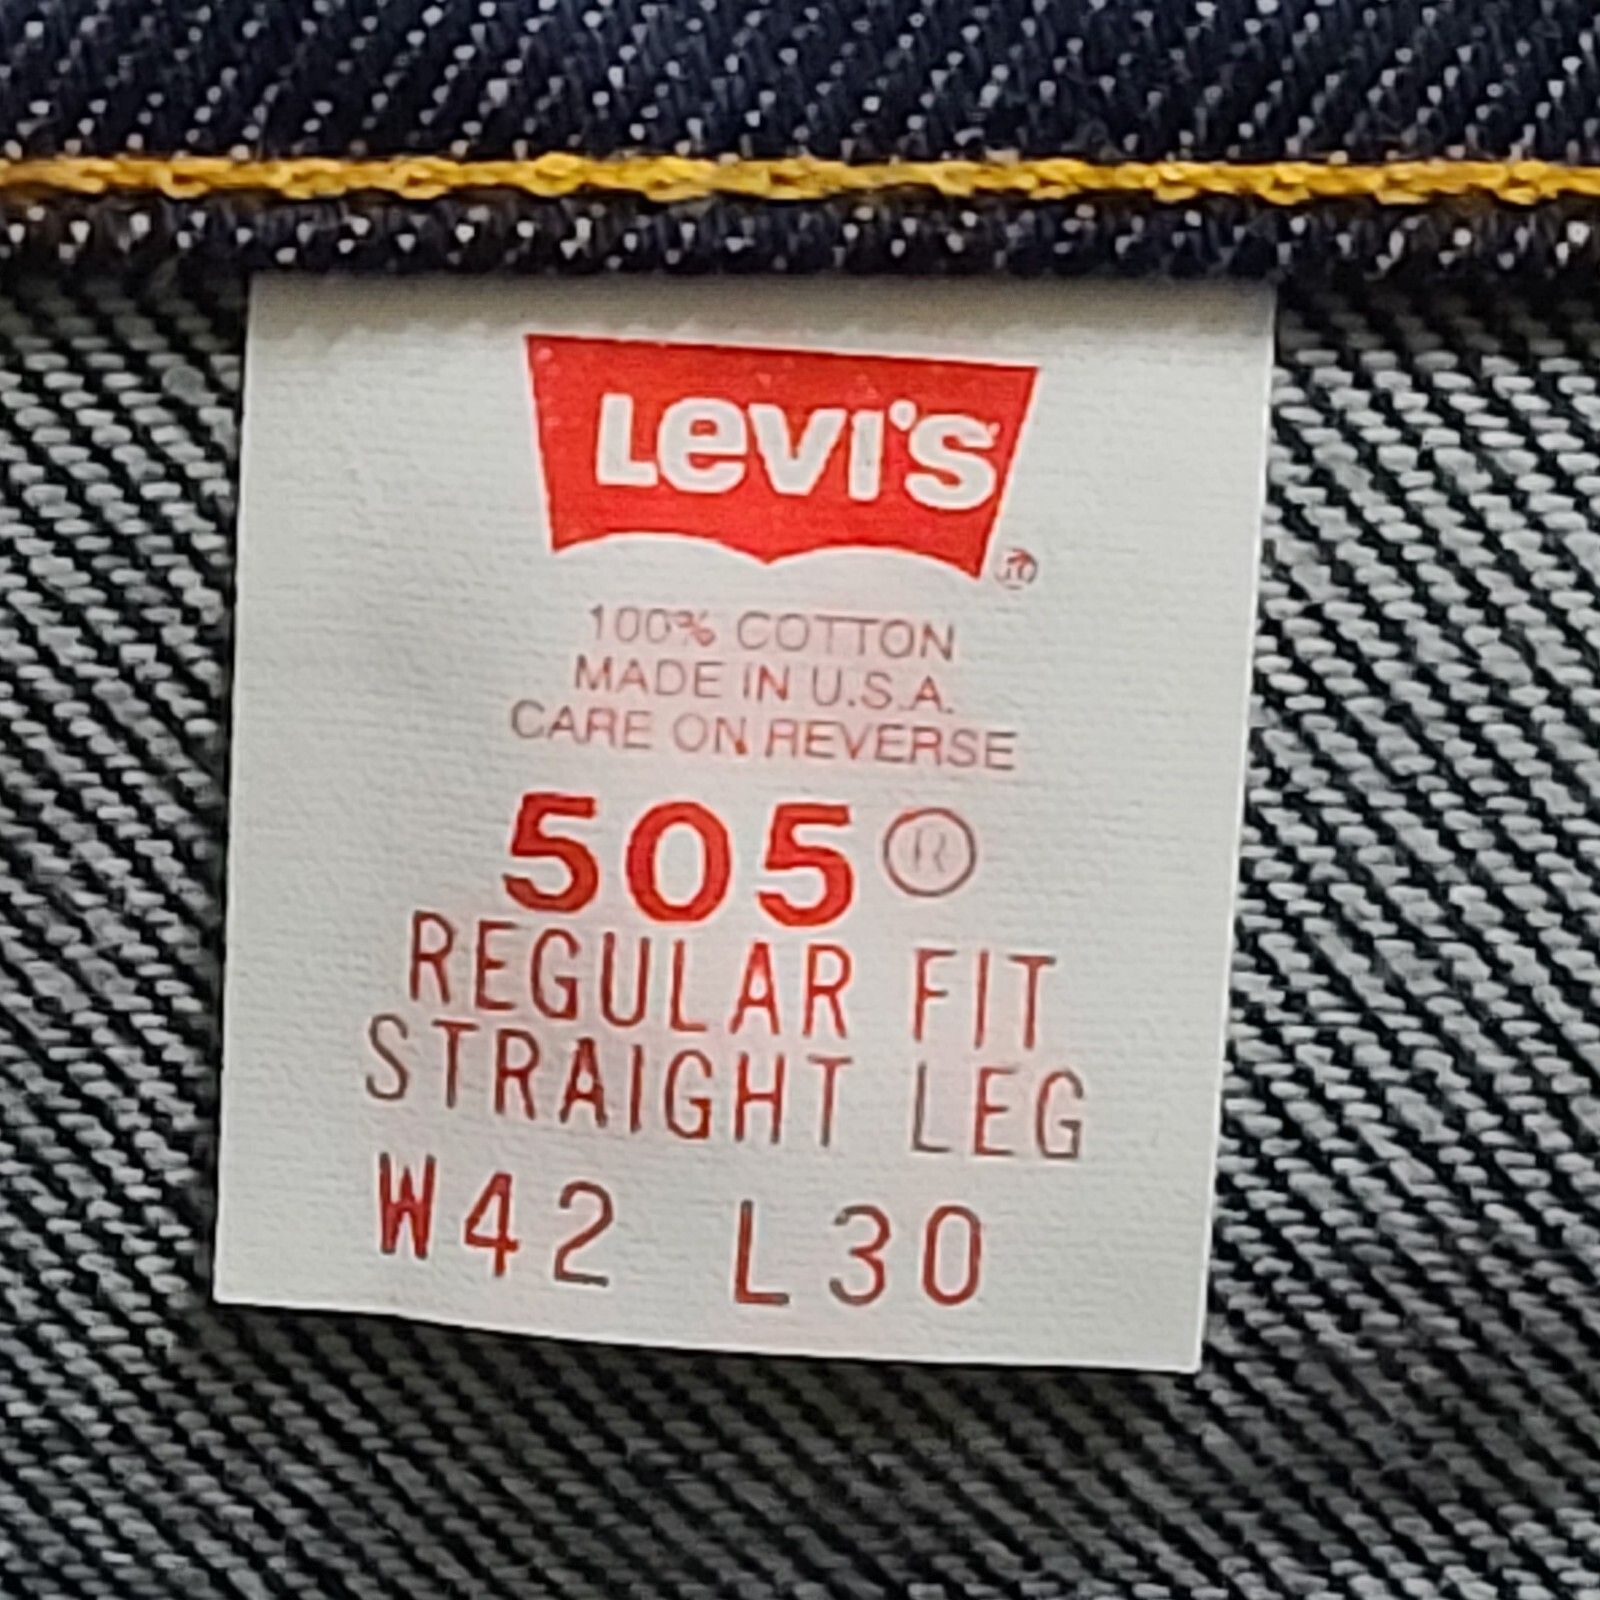 LEVI'S
®
100% COTTON
MADE IN U.S.A.
CARE ON REVERSE
505®
REGULAR FIT
STRAIGHT LEG
W42 L30